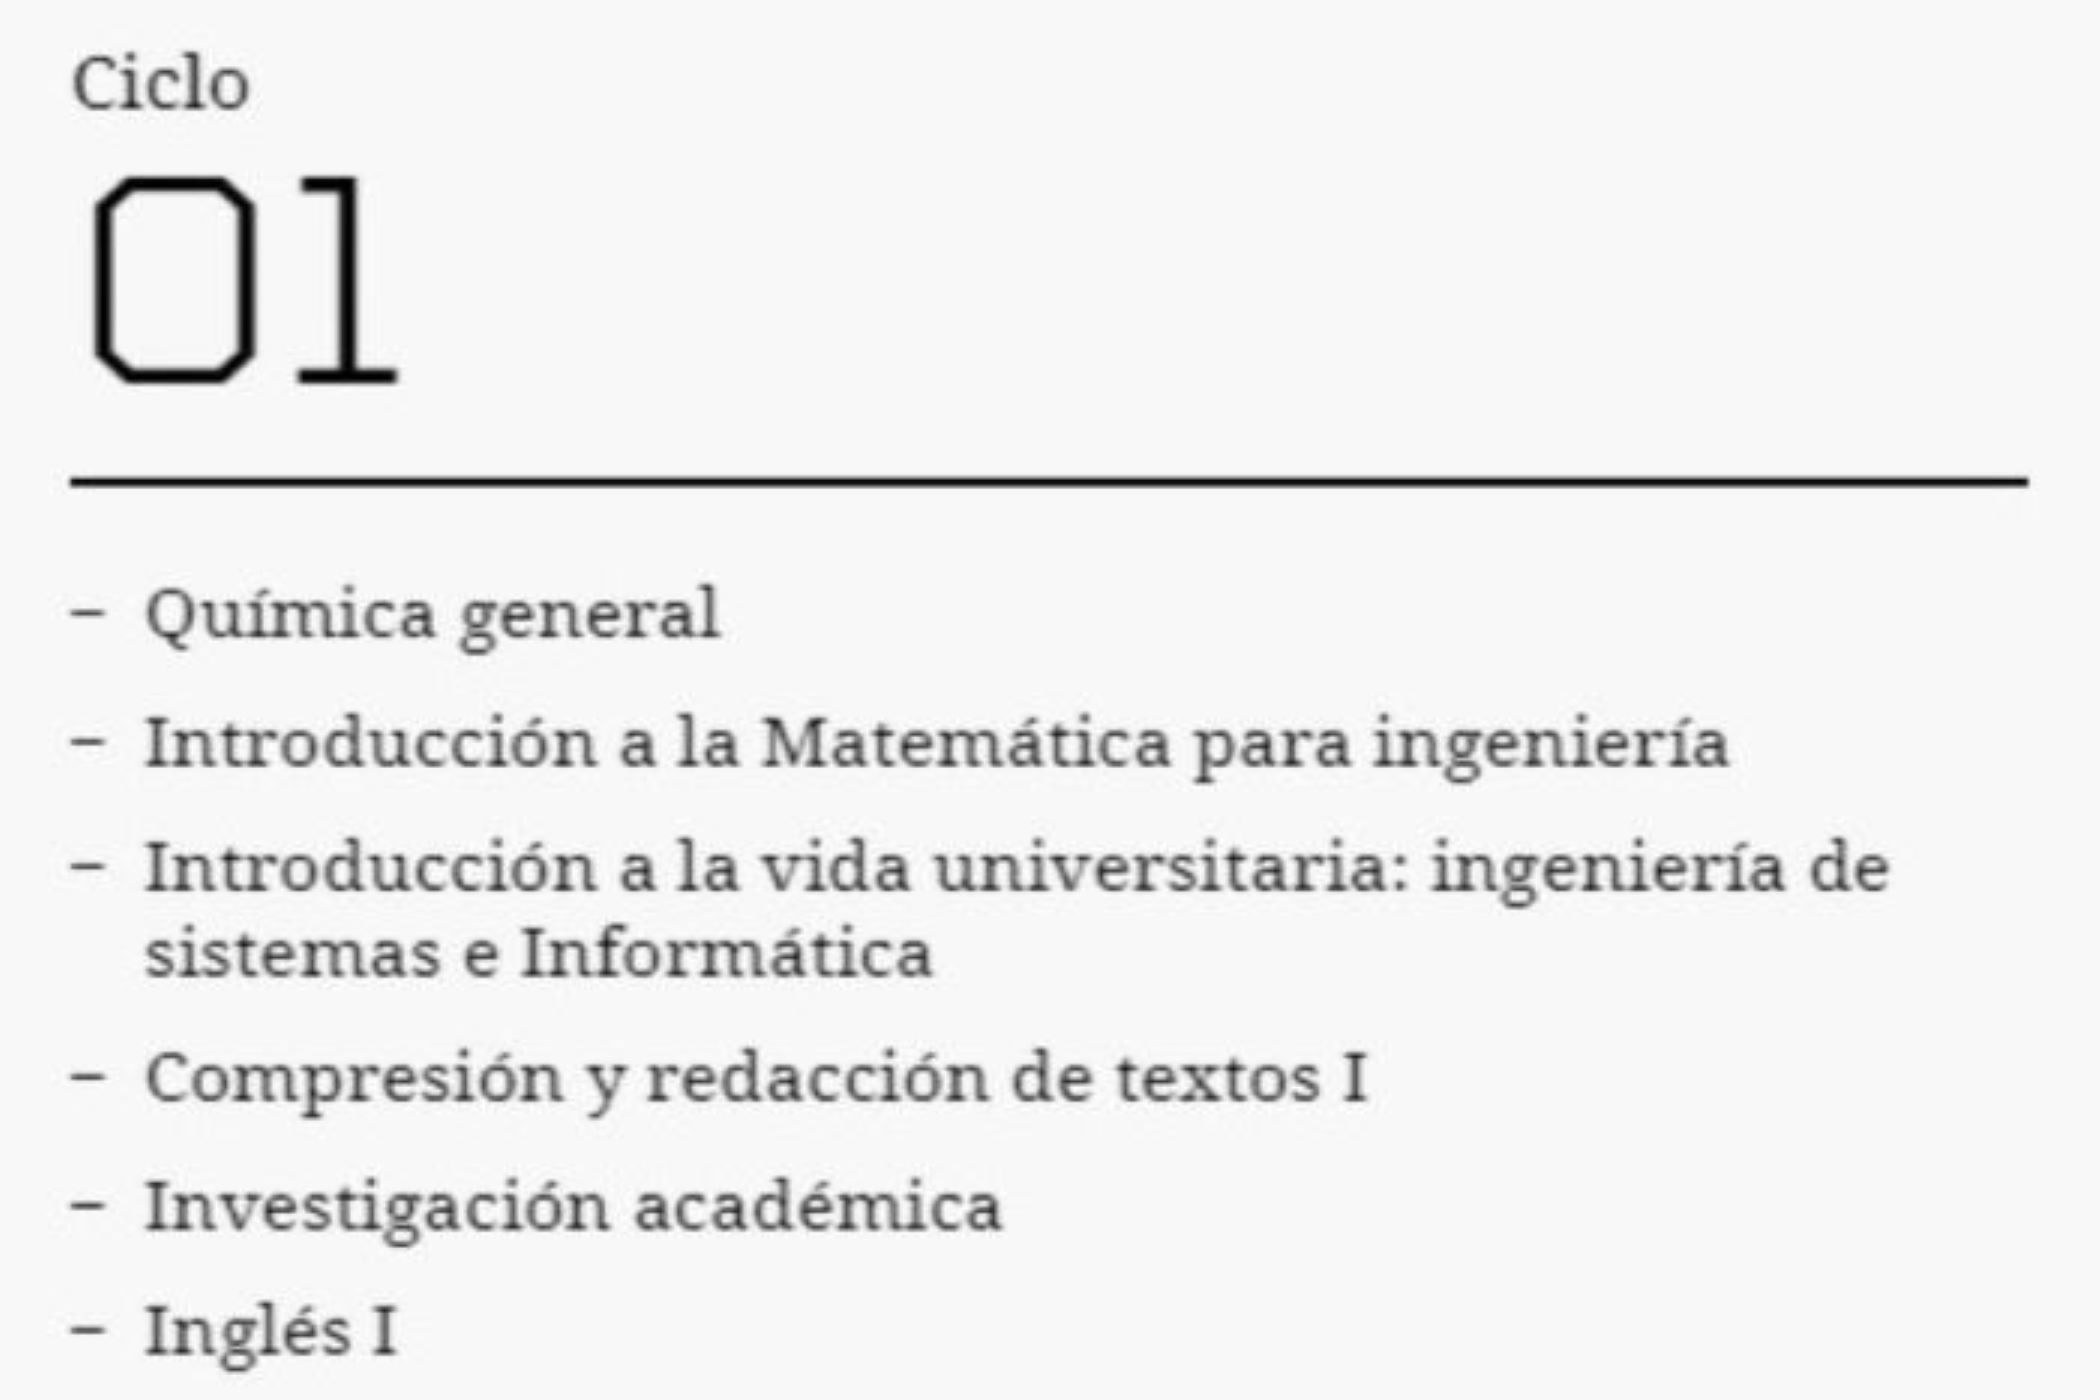 Ciclo
01
– Química general
– Introducción a la Matemática para ingeniería
– Introducción a la vida universitaria: ingeniería de
sistemas e Informática
– Compresión y redacción de textos I
– Investigación académica
– Inglés I